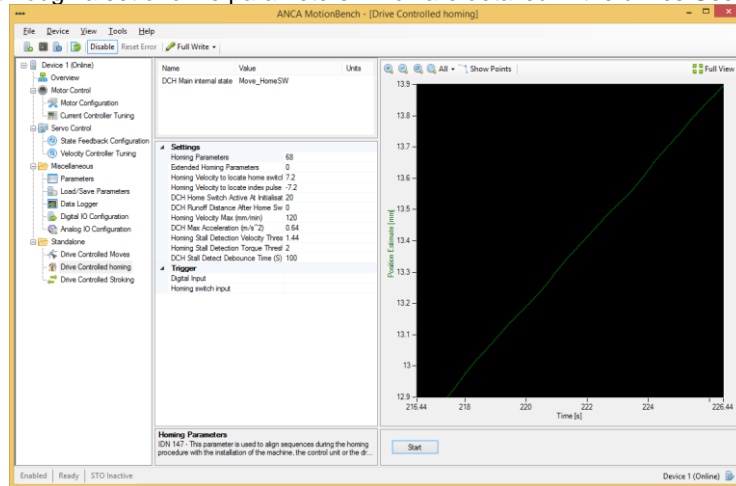 ANCA MotionBench - [Drive Controlled homing]
File Device View Tools Help
Disable Reset Error Full Write
Device 1 (Online)
Overview
Motor Control
Motor Configuration
Current Controller Tuning
Servo Control
State Feedback Configuration
Velocity Controller Tuning
Miscellaneous
Parameters
Load/Save Parameters
Data Logger
Digital IO Configuration
Analog IO Configuration
Standalone
Drive Controlled Moves
Drive Controlled homing
Drive Controlled Stroking
Name Value Units
DCH Main internal state Move_HomeSW
Settings
Homing Parameters 68
Extended Homing Parameters 0
Homing Velocity to locate home switcl 7.2
Homing Velocity to locate index pulse -7.2
DCH Home Switch Active At Initialisat 20
DCH Runoff Distance After Home Sw 0
Homing Velocity Max (mm/min) 120
DCH Max Acceleration (m/s^2) 0.64
Homing Stall Detection Velocity Thres 1.44
Homing Stall Detection Torque Thresl 2
DCH Stall Detect Debounce Time (S) 100
Trigger
Digital Input
Homing switch input
Homing Parameters
IDN 147 - This parameter is used to align sequences during the homing
procedure with the installation of the machine, the control unit or the dr...
All Show Points Full View
13.9
13.8
13.7
13.6
13.5
13.4
13.3
13.2
13.1
13
12.9
Position Estimate [mm]
216.44 218 220 222 224 226.44
Time [s]
Start
Enabled Ready STO Inactive Device 1 (Online)